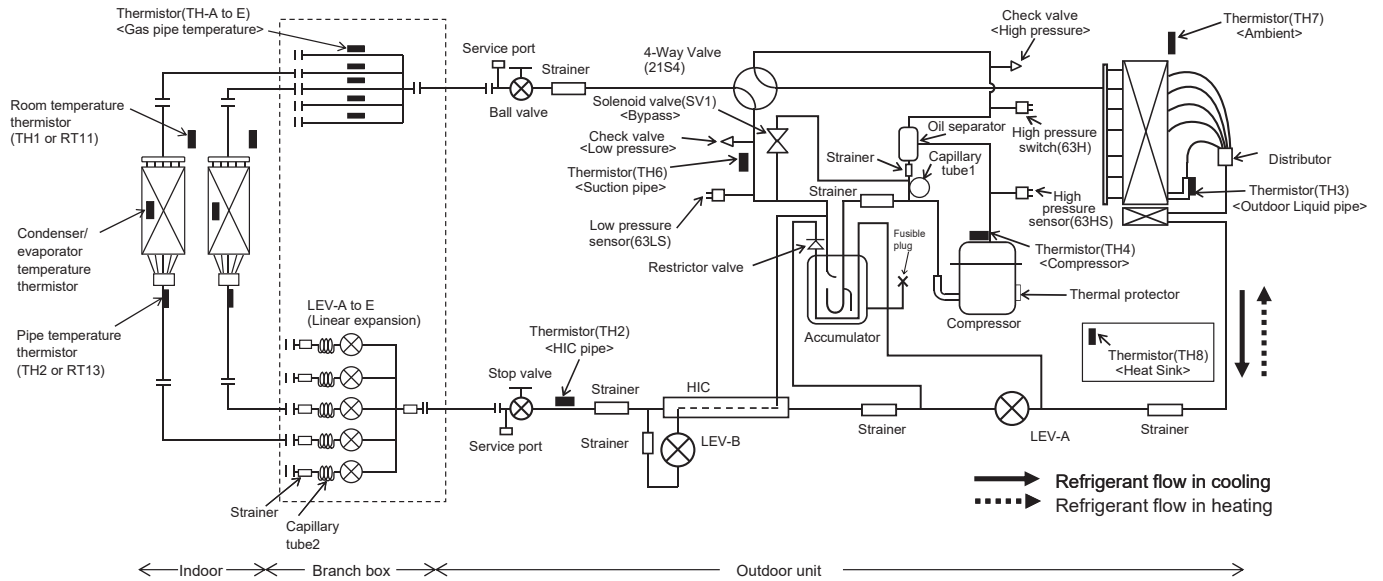 Thermistor(TH-A to E)
<Gas pipe temperature>
Room temperature
thermistor
(TH1 or RT11)
Condenser/
evaporator
temperature
thermistor
Pipe temperature
thermistor
(TH2 or RT13)
LEV-A to E
(Linear expansion)
Strainer
Capillary
tube2
Service port
Strainer
Ball valve
4-Way Valve
(21S4)
Solenoid valve(SV1)
<Bypass>
Check valve
<Low pressure>
Thermistor(TH6)
<Suction pipe>
Low pressure
sensor(63LS)
Restrictor valve
Check valve
<High pressure>
Oil separator
High pressure
switch(63H)
Strainer
Capillary
tube1
Strainer
High
pressure
sensor(63HS)
Fusible
plug
Thermistor(TH4)
<Compressor>
Thermal protector
Compressor
Accumulator
Thermistor(TH7)
<Ambient>
Distributor
Thermistor(TH3)
<Outdoor Liquid pipe>
Thermistor(TH8)
<Heat Sink>
Thermistor(TH2)
<HIC pipe>
Stop valve
Strainer
HIC
Service port
Strainer
LEV-B
Strainer
LEV-A
Strainer
Refrigerant flow in cooling
Refrigerant flow in heating
Indoor
Branch box
Outdoor unit